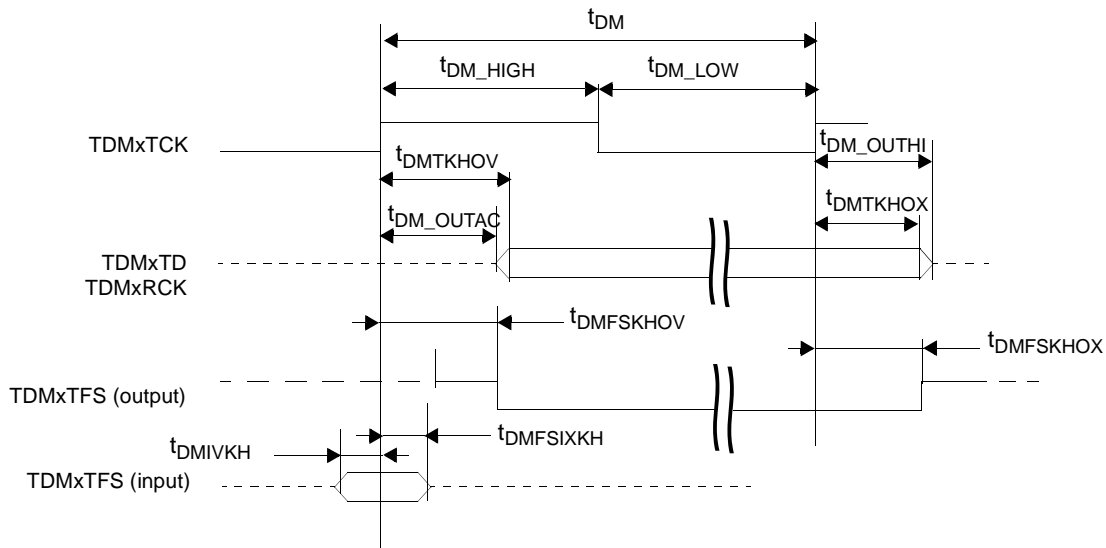 tDM
tDM_HIGH
tDM_LOW
TDMxTCK
tDM_OUTHI
tDMTKHOV
tDMTKHOX
tDM_OUTAC
TDMxTD
TDMxRCK
tDMFSKHOV
tDMFSKHOX
TDMxTFS (output)
tDMIVKH
tDMFSIXKH
TDMxTFS (input)